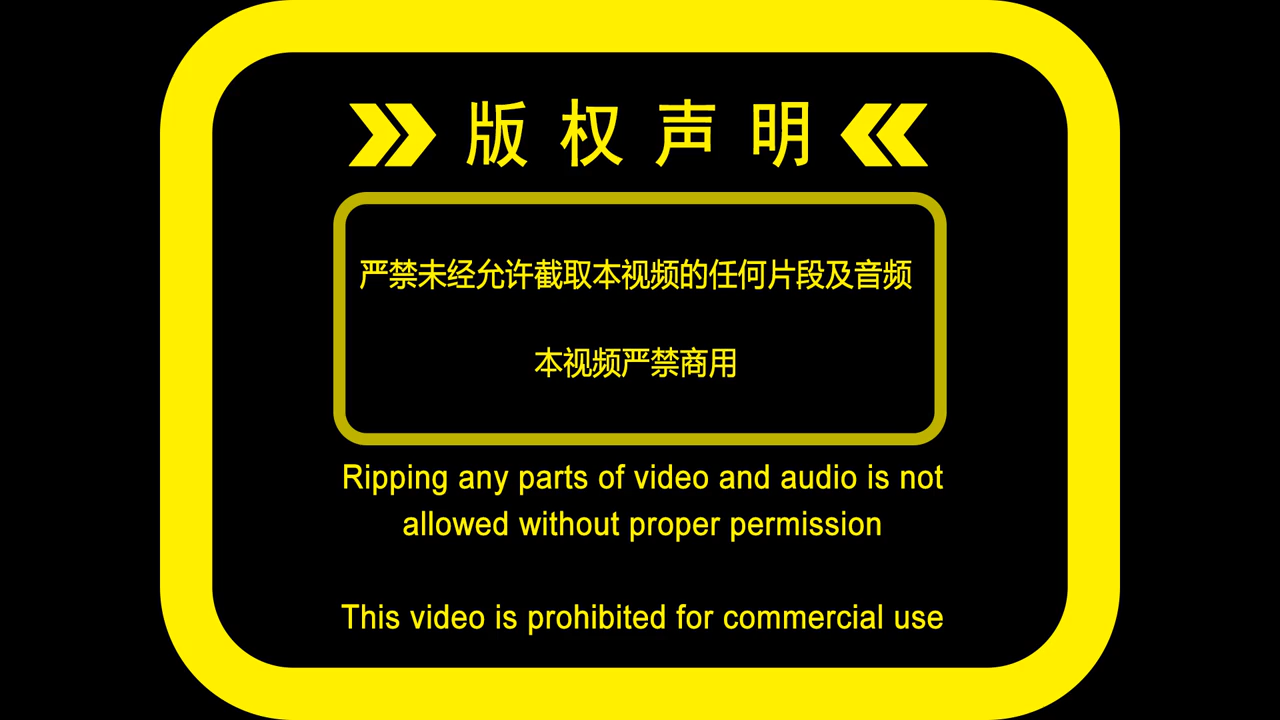 版权声明
严禁未经允许截取本视频的任何片段及音频
本视频严禁商用
Ripping any parts of video and audio is not
allowed without proper permission
This video is prohibited for commercial use